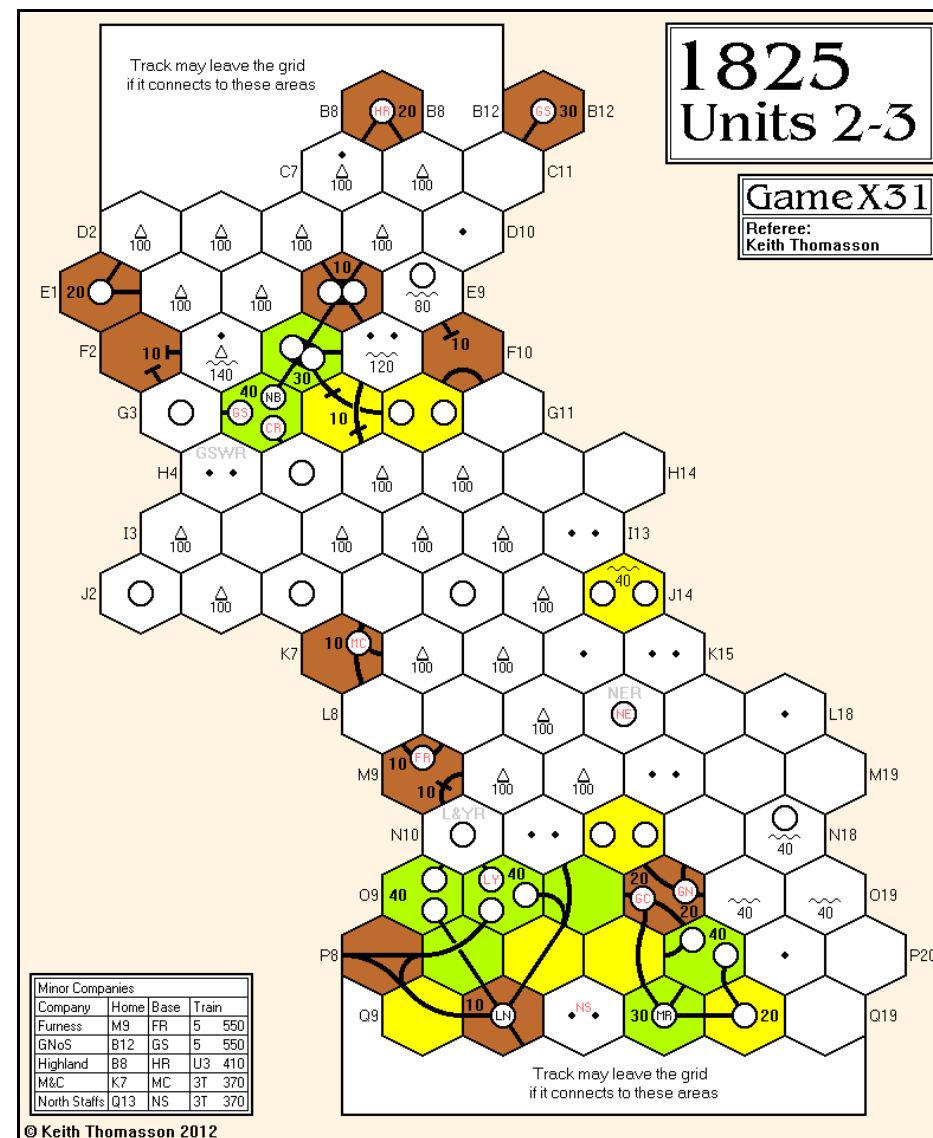 Track may leave the grid
if it connects to these areas
1825
Units 2-3
GameX31
Referee:
Keith Thomasson
B8 HR 20 B8 B12 GS 30 B12
C7 100 100 C11
D2 100 100 100 100 D10
E1 20 100 100 10 80 E9
F2 10 140 30 120 10 F10
G3 GS 40 NB CR 10 G11
GSWR
H4 100 100 H14
I3 100 100 100 100 I13
J2 100 100 40 J14
K7 10 MC 100 100 K15
NER
L8 100 NE L18
M9 10 FR 10 100 100 M19
L&YR
N10 40 N18
O9 40 LY 40 20 GC GN 20 40 40 O19
P8 40 P20
Q9 10 LN NS 30 MR 20 Q19
Track may leave the grid
if it connects to these areas
Minor Companies
Company Home Base Train
Furness M9 FR 5 550
GNoS B12 GS 5 550
Highland B8 HR U3 410
M&C K7 MC 3T 370
North Staffs Q13 NS 3T 370
© Keith Thomasson 2012